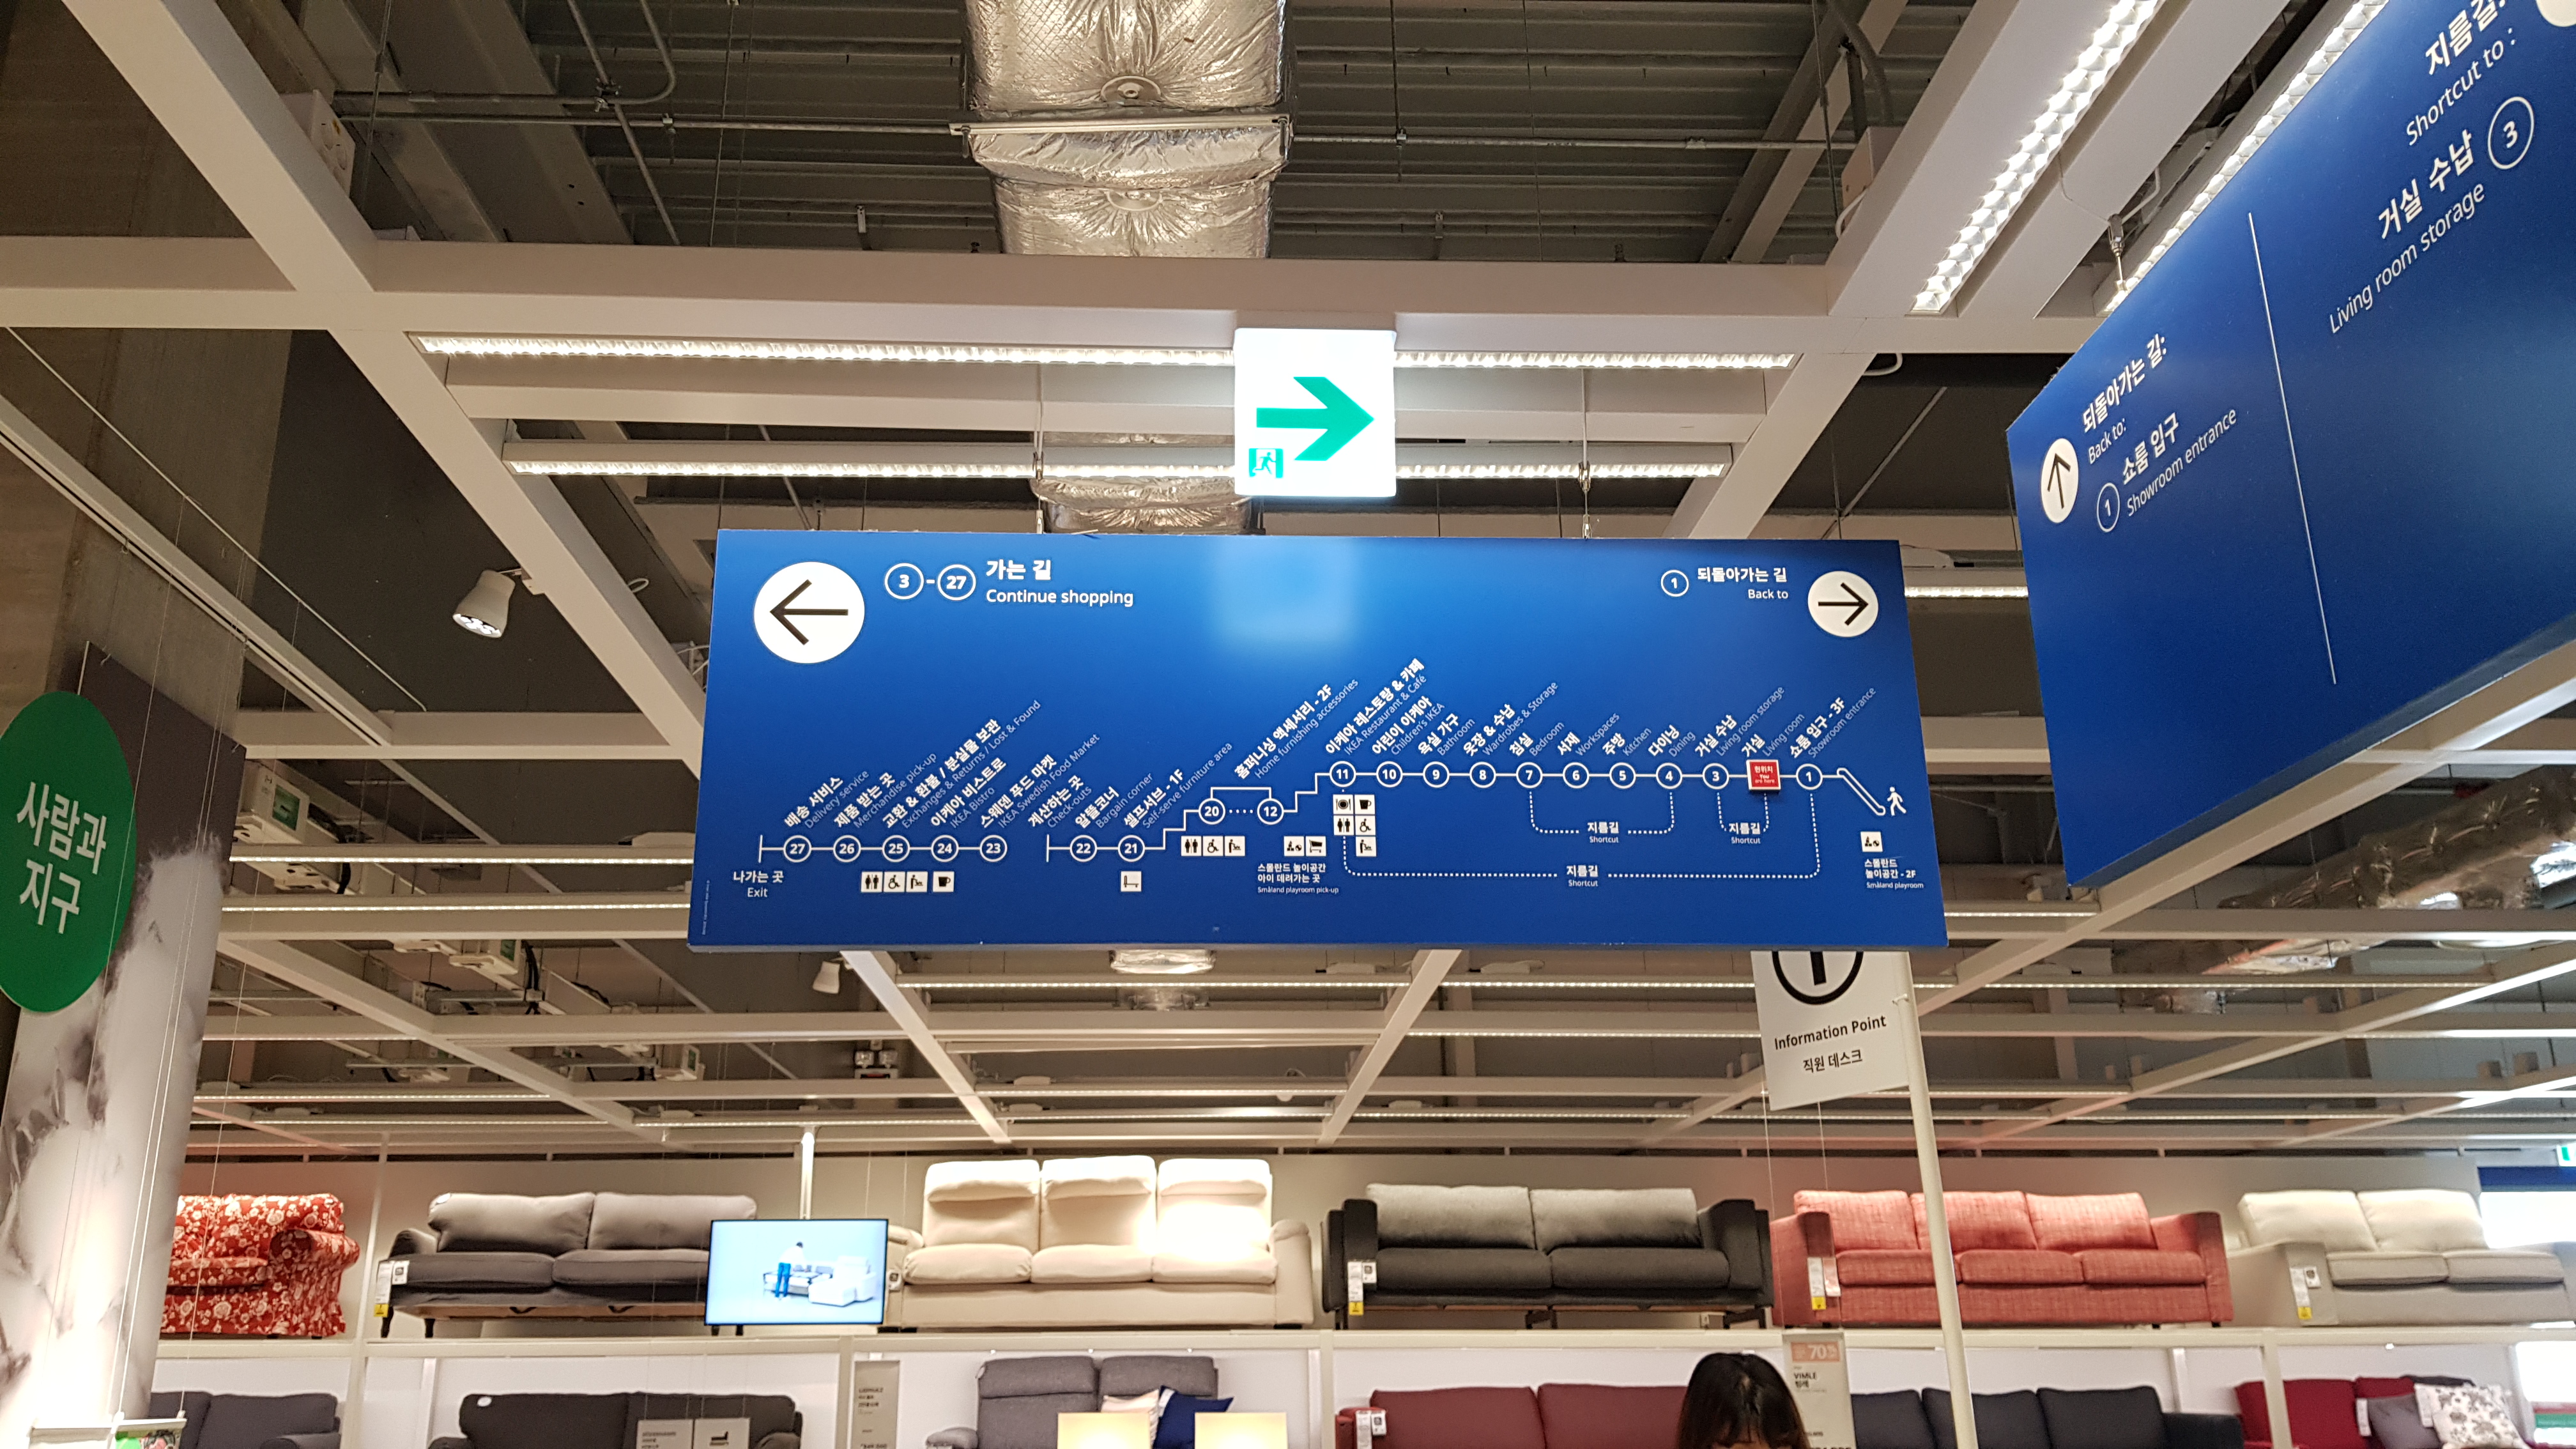 지름길:
Shortcut to :
거실 수납 3
Living room storage
되돌아가는 길:
Back to:
1 쇼룸 입구
Showroom entrance
3 - 27 가는 길
Continue shopping
1 되돌아가는 길
Back to
배송 서비스
Delivery service
제품 받는 곳
Merchandise pick-up
교환 & 환불 / 분실물 보관
Exchanges & Returns / Lost & Found
이케아 비스트로
IKEA Bistro
스웨덴 푸드 마켓
IKEA Swedish Food Market
계산하는 곳
Check-outs
알뜰코너
Bargain corner
셀프서브 - 1F
Self-serve furniture area
홈퍼니싱 액세서리 - 2F
Home furnishing accessories
이케아 레스토랑 & 카페
IKEA Restaurant & Café
어린이 이케아
Children's IKEA
욕실 가구
Bathroom
옷장 & 수납
Wardrobes & Storage
침실
Bedroom
서재
Workspaces
주방
Kitchen
다이닝
Dining
거실 수납
Living room storage
거실
Living room
쇼룸 입구 - 3F
Showroom entrance
27 26 25 24 23 22 21 20 12 11 10 9 8 7 6 5 4 3
현위치
You
are here
1
나가는 곳
Exit
스몰란드 놀이공간
아이 데려가는 곳
Småland playroom pick-up
지름길
Shortcut
지름길
Shortcut
지름길
Shortcut
스몰란드
놀이공간 - 2F
Småland playroom
사람과
지구
Information Point
직원 데스크
70
VIMLE